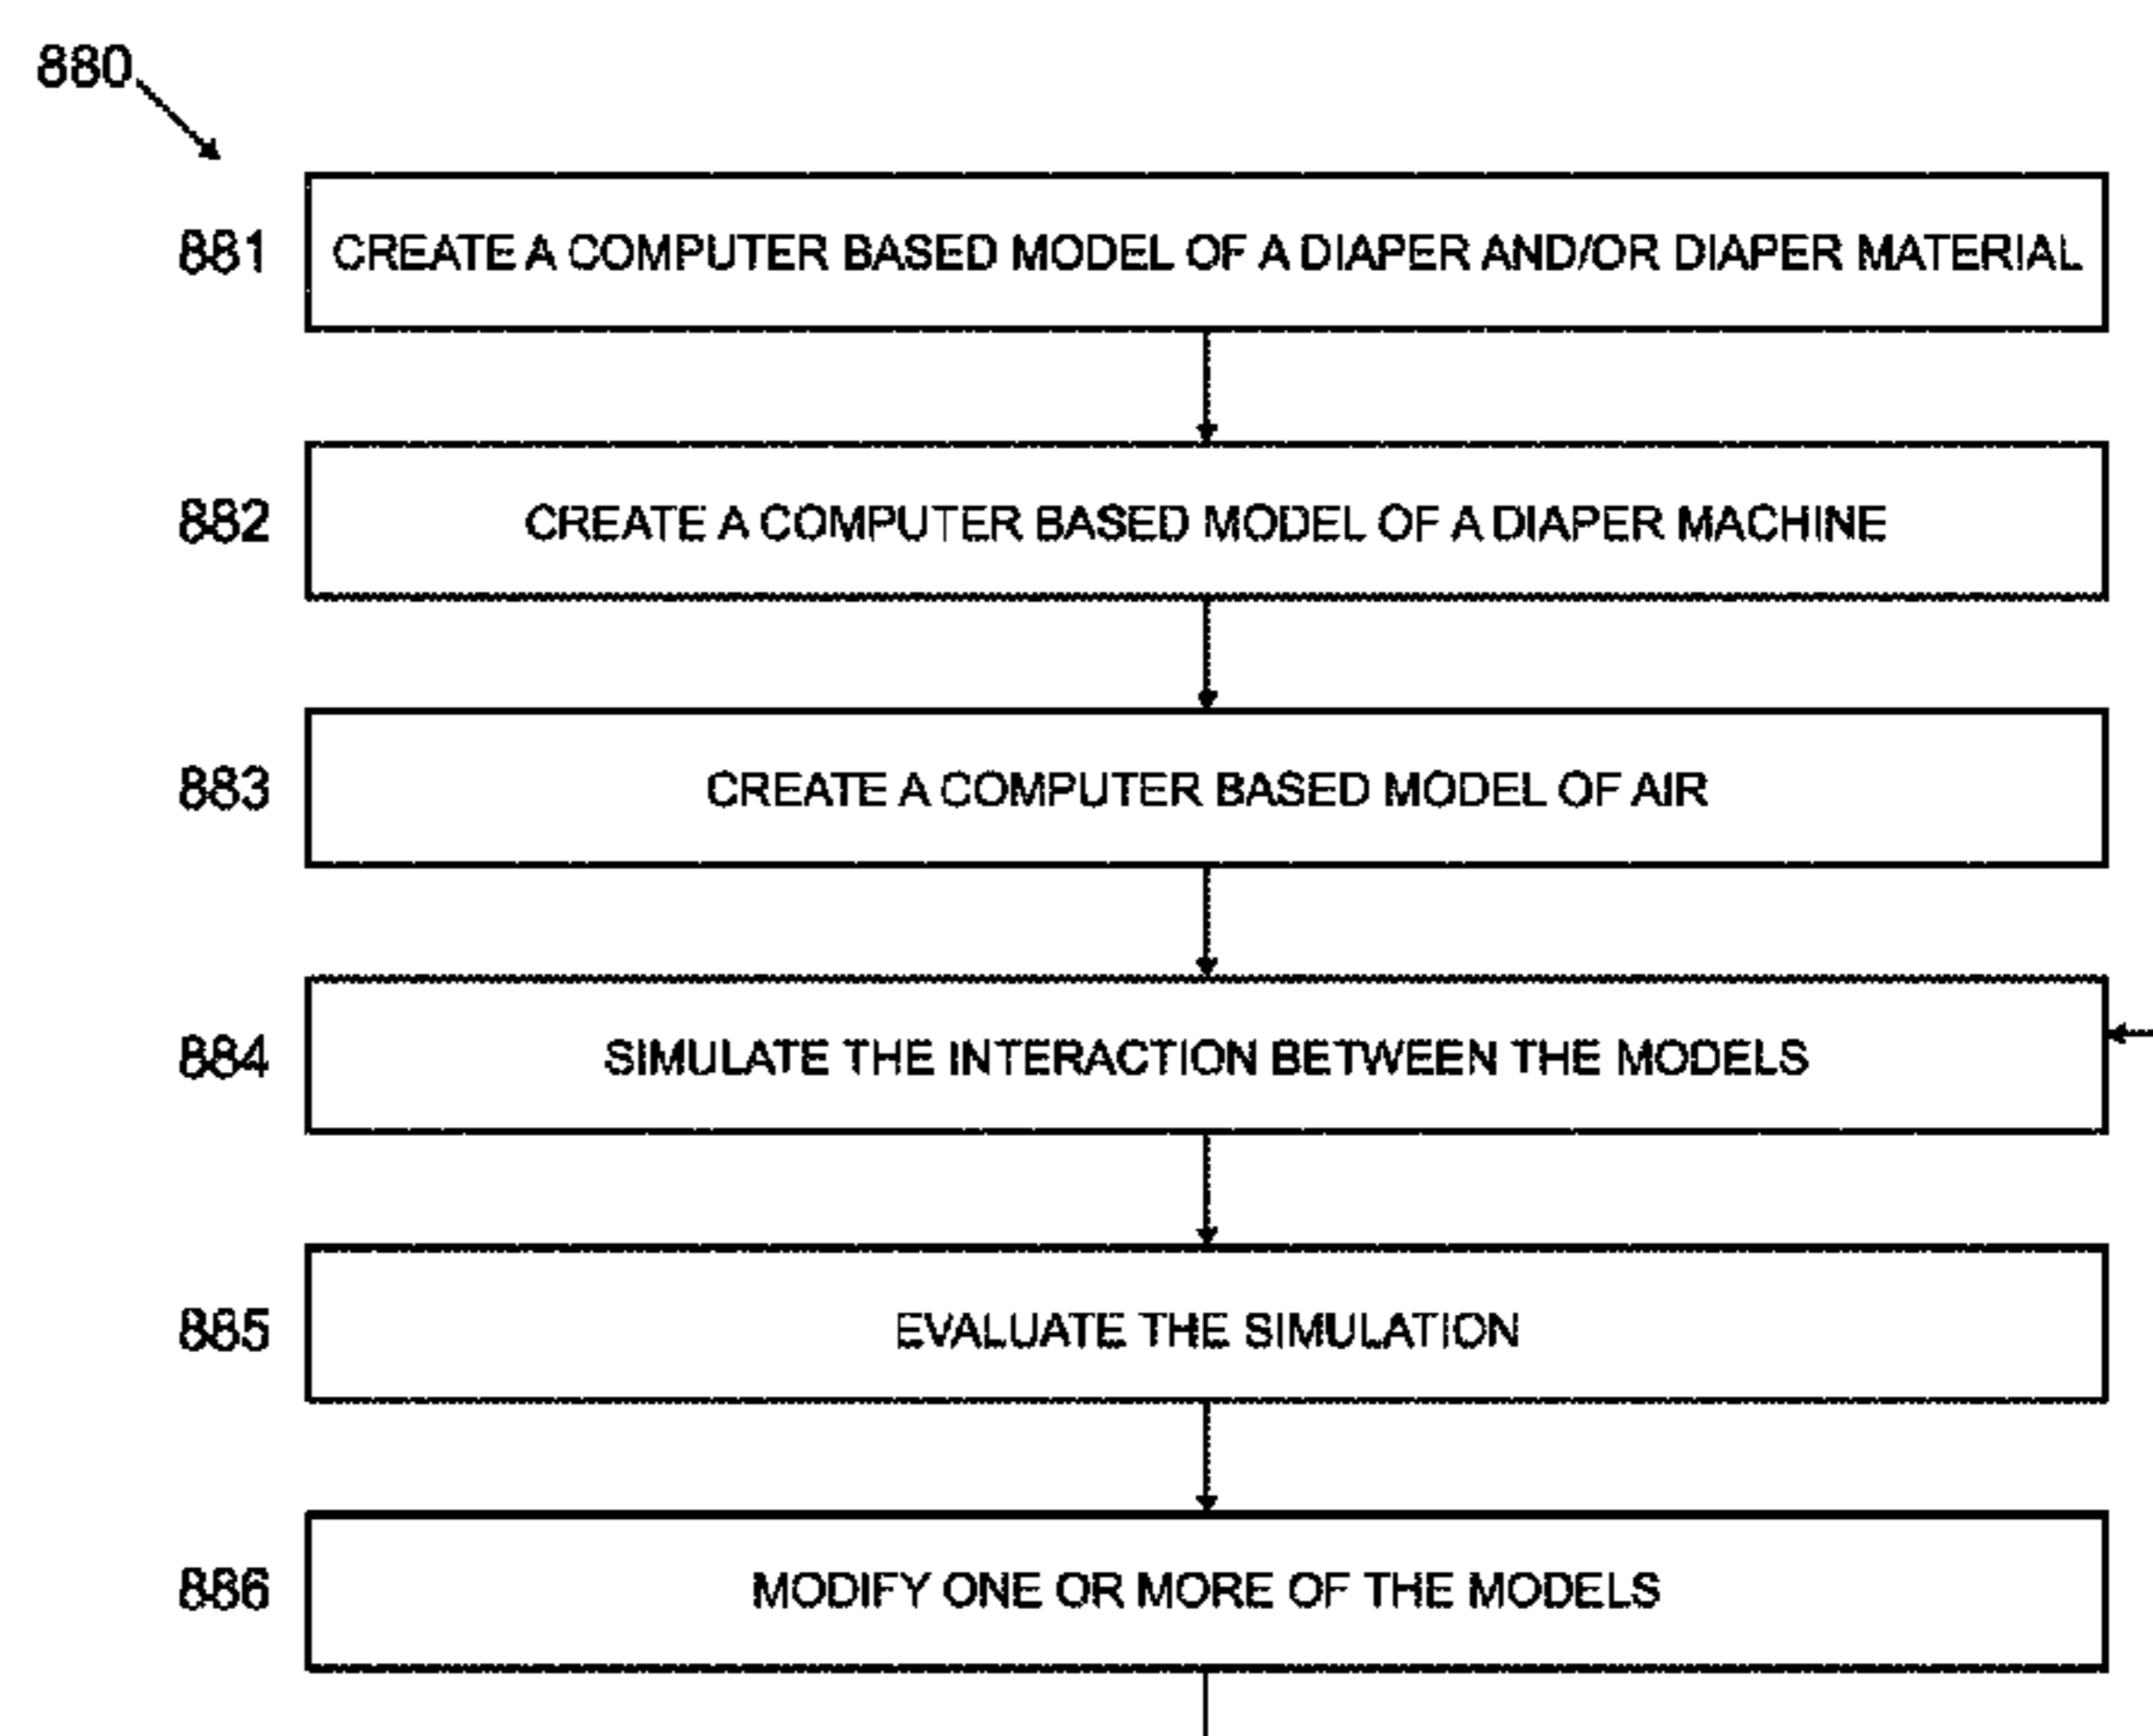 880
881 CREATE A COMPUTER BASED MODEL OF A DIAPER AND/OR DIAPER MATERIAL
882 CREATE A COMPUTER BASED MODEL OF A DIAPER MACHINE
883 CREATE A COMPUTER BASED MODEL OF AIR
884 SIMULATE THE INTERACTION BETWEEN THE MODELS
885 EVALUATE THE SIMULATION
886 MODIFY ONE OR MORE OF THE MODELS